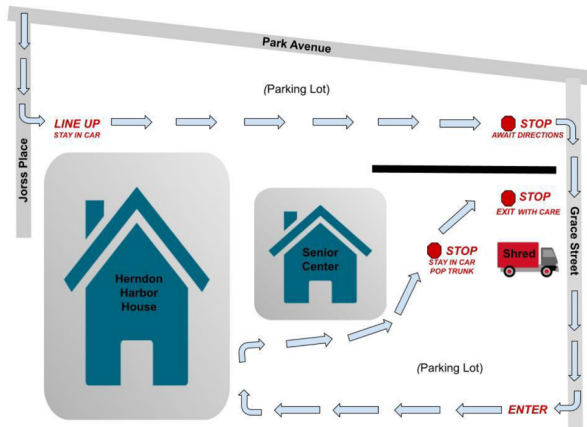 Park Avenue
(Parking Lot)
LINE UP
STAY IN CAR
STOP
AWAIT DIRECTIONS
Jorss Place
STOP
EXIT WITH CARE
Grace Street
Herndon
Harbor
House
Senior
Center
STOP
STAY IN CAR
POP TRUNK
Shred
(Parking Lot)
ENTER